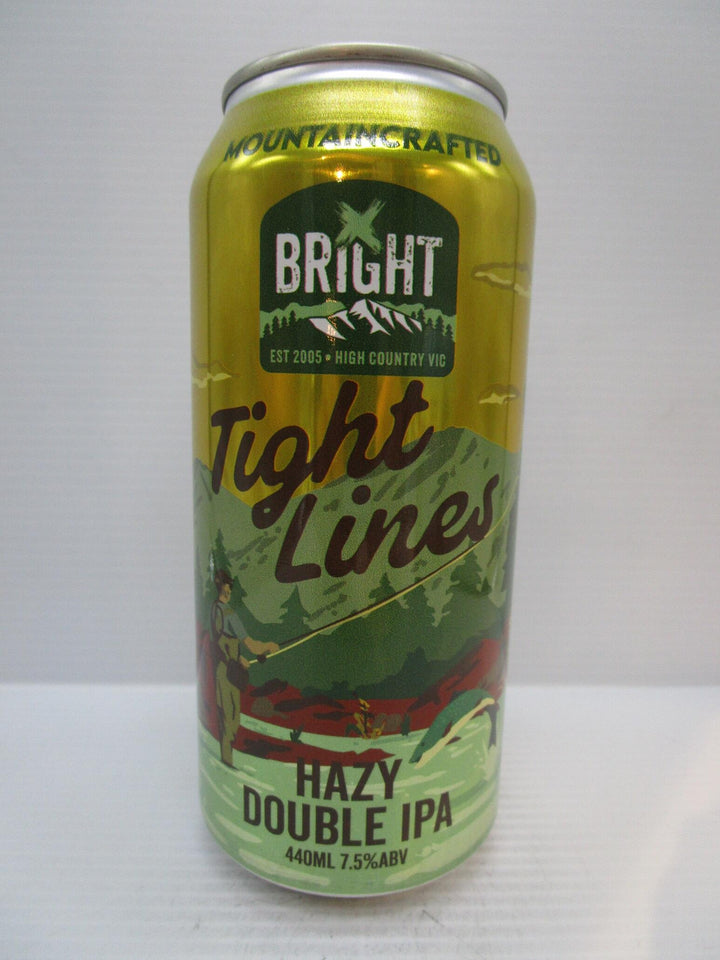 MOUNTAINCRAFTED
BRIGHT
EST 2005 • HIGH COUNTRY VIC
Tight
Lines
HAZY
DOUBLE IPA
440ML 7.5%ABV